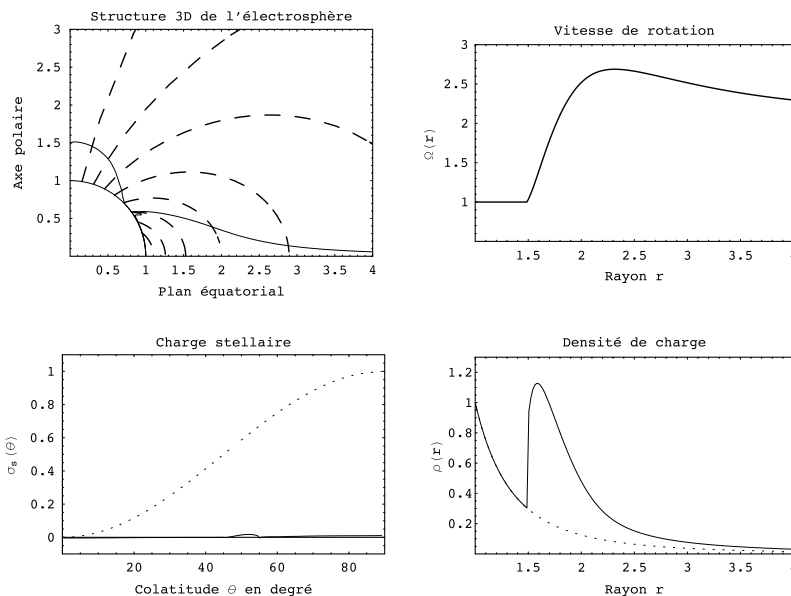 Structure 3D de l'électrosphère
Axe polaire
3
2.5
2
1.5
1
0.5
0.5 1 1.5 2 2.5 3 3.5 4
Plan équatorial
Vitesse de rotation
Ω(r)
3
2.5
2
1.5
1
1.5 2 2.5 3 3.5 4
Rayon r
Charge stellaire
σs(θ)
1
0.8
0.6
0.4
0.2
0
20 40 60 80
Colatitude θ en degré
Densité de charge
ρ(r)
1.2
1
0.8
0.6
0.4
0.2
1.5 2 2.5 3 3.5 4
Rayon r